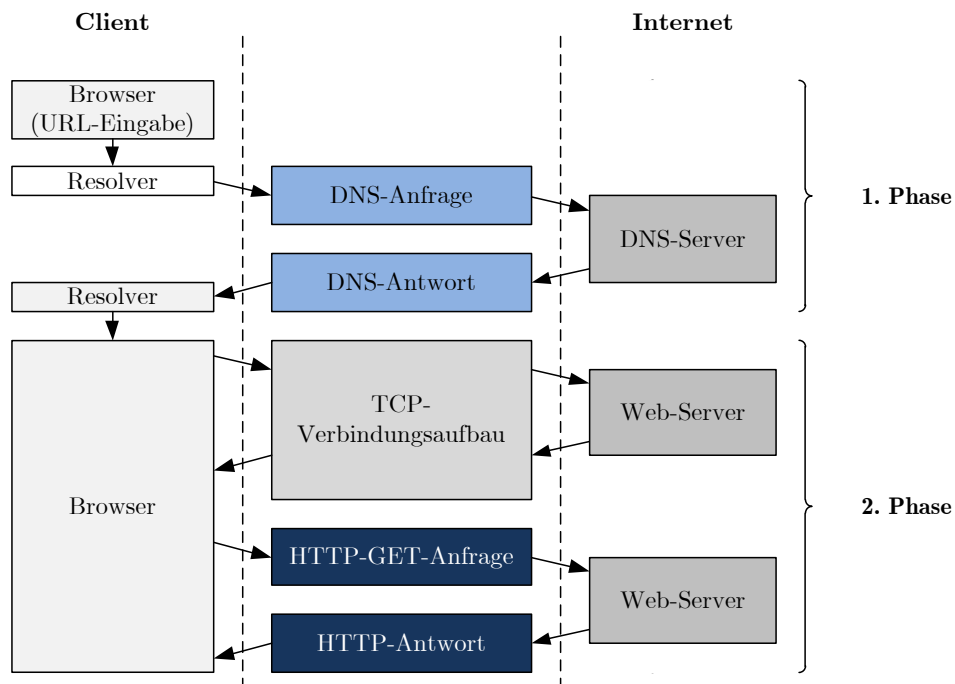 Client
Internet
Browser
(URL-Eingabe)
Resolver
DNS-Anfrage
1. Phase
DNS-Server
DNS-Antwort
Resolver
TCP-
Verbindungsaufbau
Web-Server
Browser
2. Phase
HTTP-GET-Anfrage
Web-Server
HTTP-Antwort